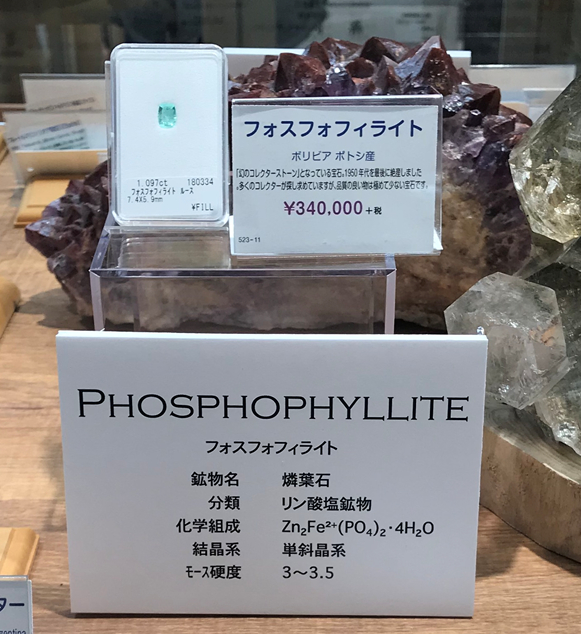 1.097ct 180334
フォスフォフィライト ルース
7.4X5.9mm
¥FILL
フォスフォフィライト
ボリビア ポトシ産
「幻のコレクターストーン」となっている宝石。1950年代を最後に絶産しました
。多くのコレクターが探し求めていますが、品質の良い物は極めて少ない宝石です。
¥340,000+税
523-11
PHOSPHOPHYLLITE
フォスフォフィライト
鉱物名 燐葉石
分類 リン酸塩鉱物
化学組成 Zn₂Fe²⁺(PO₄)₂·4H₂O
結晶系 単斜晶系
ﾓｰｽ硬度 3～3.5
ター